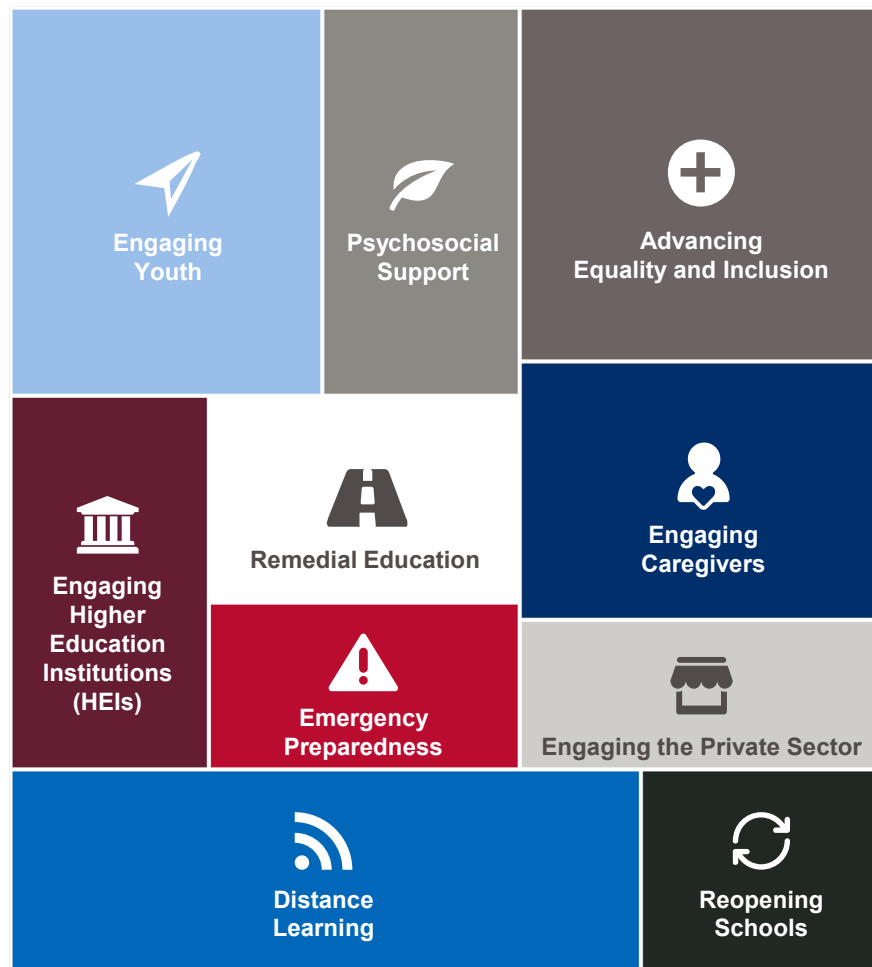 Engaging
Youth
Psychosocial
Support
Advancing
Equality and Inclusion
Engaging
Higher
Education
Institutions
(HEIs)
Remedial Education
Engaging
Caregivers
Emergency
Preparedness
Engaging the Private Sector
Distance
Learning
Reopening
Schools